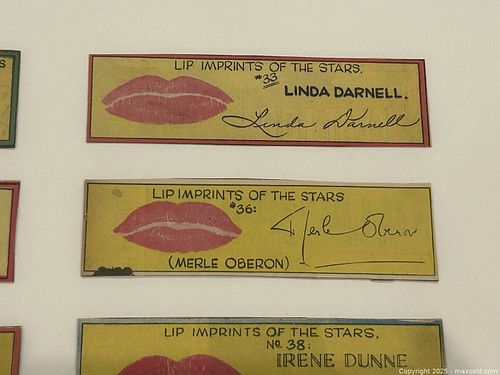 S
LIP IMPRINTS OF THE STARS.
#33
LINDA DARNELL.
Linda Darnell
LIP IMPRINTS OF THE STARS
#36:
Merle Oberon
(MERLE OBERON)
LIP IMPRINTS OF THE STARS.
No 38:
IRENE DUNNE
Copyright 2025 - maxsold.com